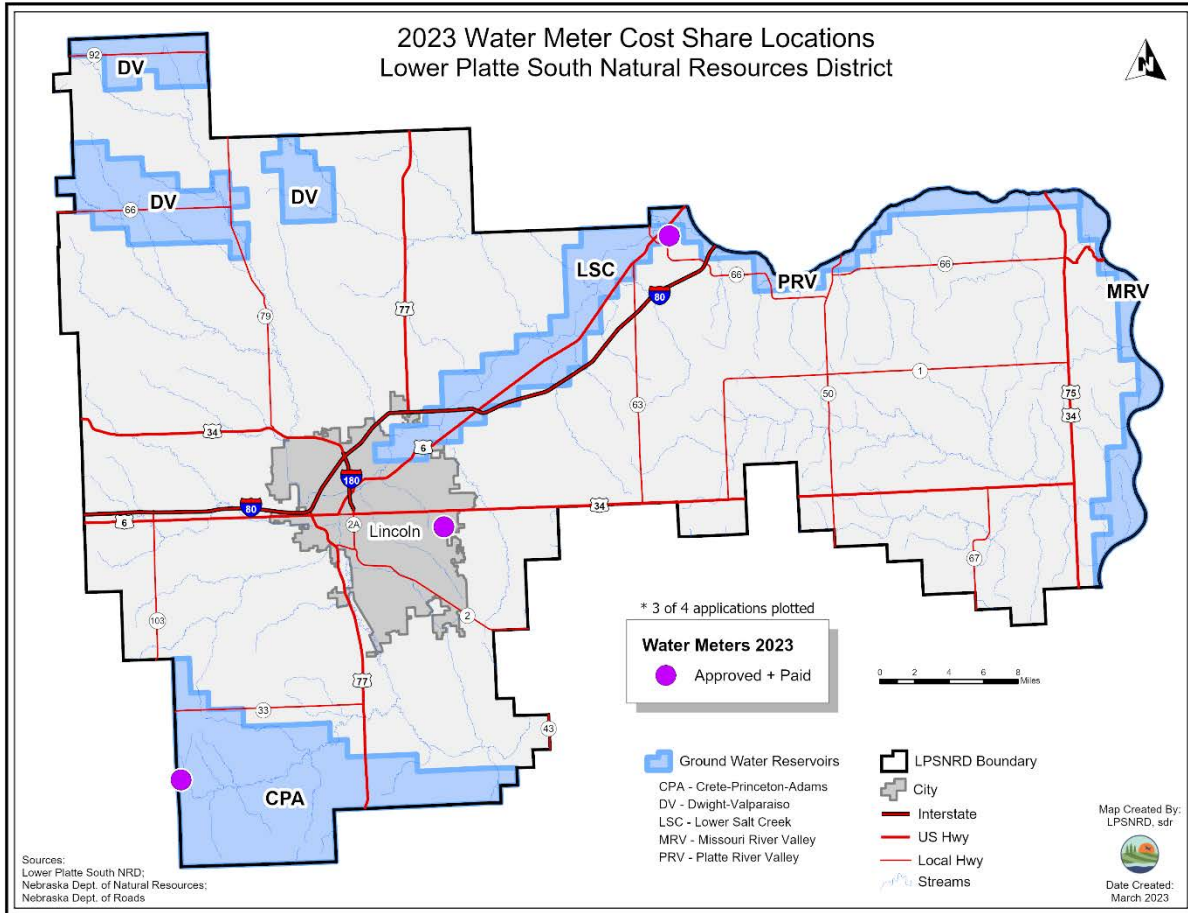 2023 Water Meter Cost Share Locations
Lower Platte South Natural Resources District
N
92
DV
DV
66
DV
77
LSC
66
PRV
66
MRV
80
79
63
50
1
75
34
34
6
180
80
6
2A
Lincoln
34
67
103
2
77
33
43
CPA
* 3 of 4 applications plotted
Water Meters 2023
Approved + Paid
0 2 4 6 8
Miles
Ground Water Reservoirs
CPA - Crete-Princeton-Adams
DV - Dwight-Valparaiso
LSC - Lower Salt Creek
MRV - Missouri River Valley
PRV - Platte River Valley
LPSNRD Boundary
City
Interstate
US Hwy
Local Hwy
Streams
Map Created By:
LPSNRD, sdr
Date Created:
March 2023
Sources:
Lower Platte South NRD;
Nebraska Dept. of Natural Resources;
Nebraska Dept. of Roads